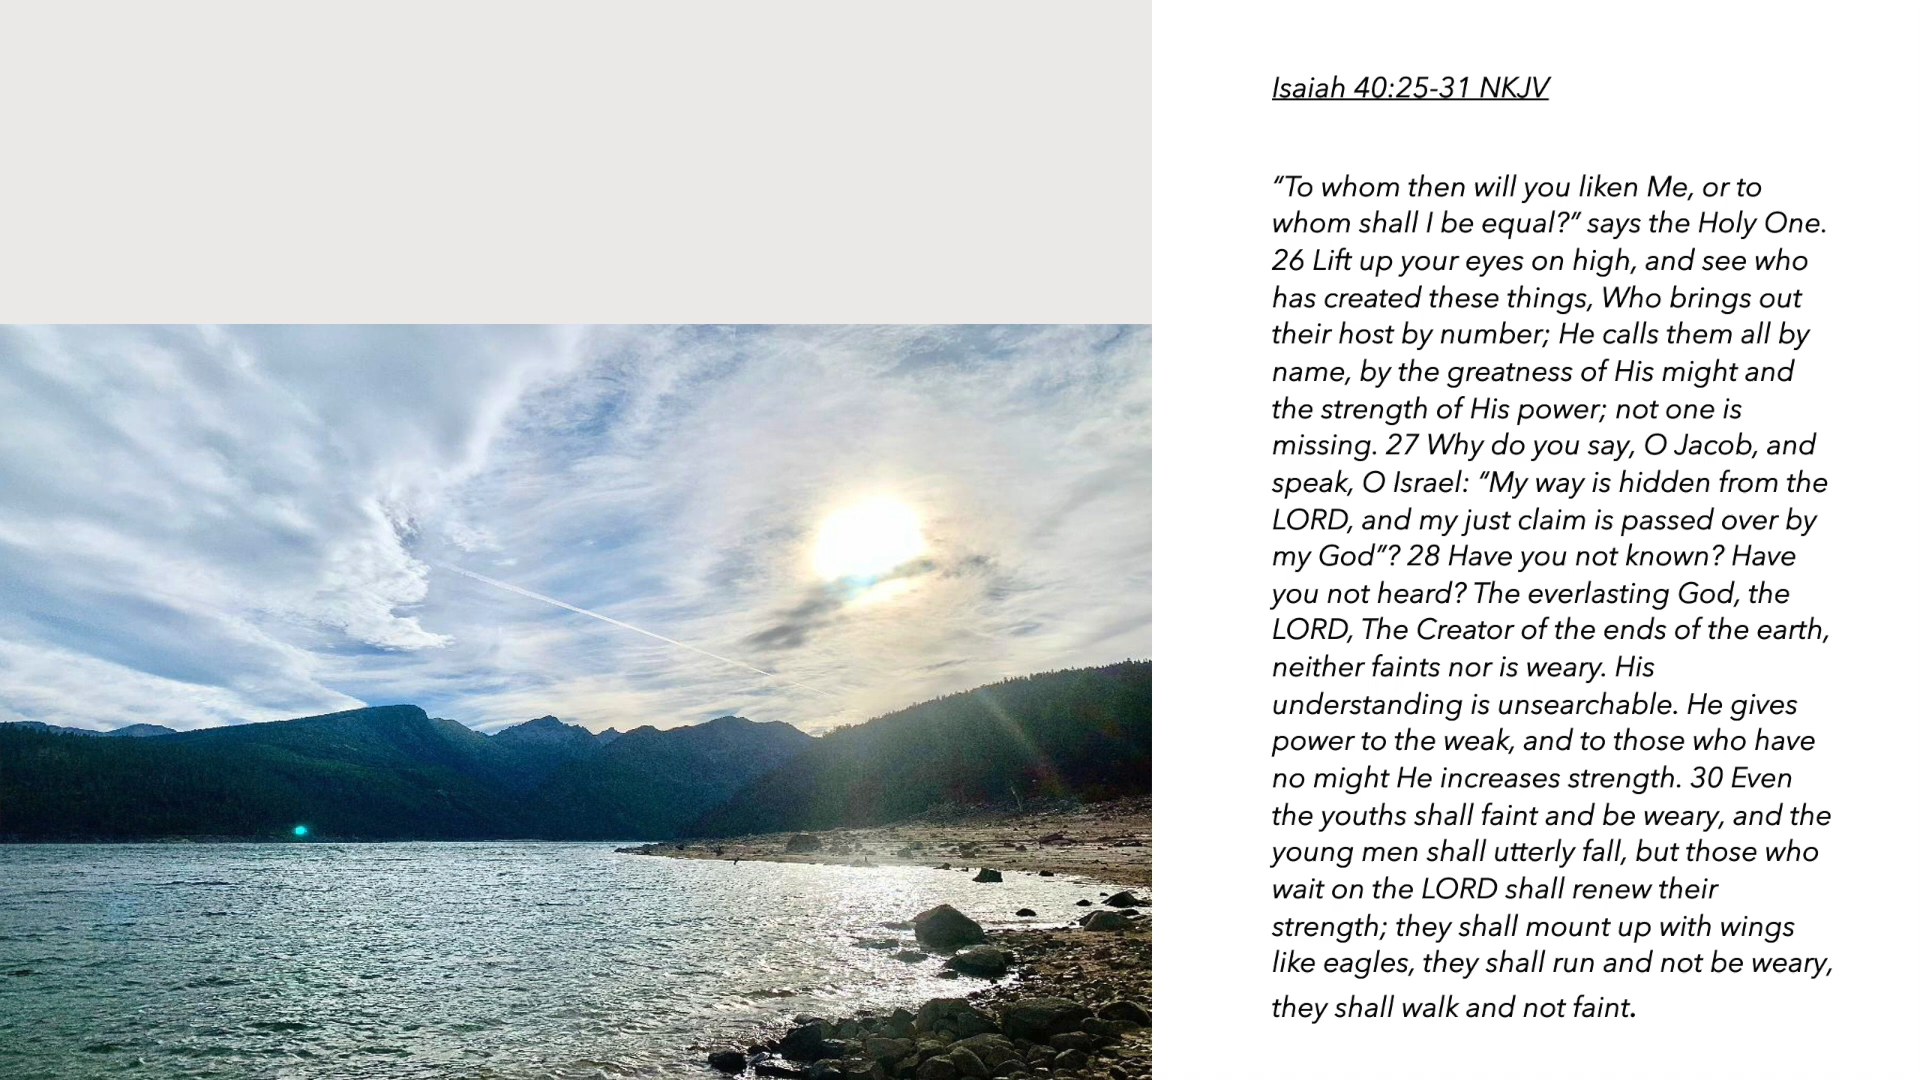 Isaiah 40:25-31 NKJV
“To whom then will you liken Me, or to
whom shall I be equal?” says the Holy One.
26 Lift up your eyes on high, and see who
has created these things, Who brings out
their host by number; He calls them all by
name, by the greatness of His might and
the strength of His power; not one is
missing. 27 Why do you say, O Jacob, and
speak, O Israel: “My way is hidden from the
LORD, and my just claim is passed over by
my God”? 28 Have you not known? Have
you not heard? The everlasting God, the
LORD, The Creator of the ends of the earth,
neither faints nor is weary. His
understanding is unsearchable. He gives
power to the weak, and to those who have
no might He increases strength. 30 Even
the youths shall faint and be weary, and the
young men shall utterly fall, but those who
wait on the LORD shall renew their
strength; they shall mount up with wings
like eagles, they shall run and not be weary,
they shall walk and not faint.